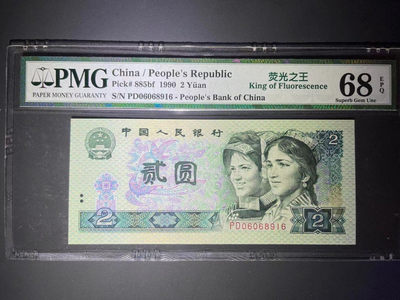 PMG
PAPER MONEY GUARANTY
China / People's Republic
Pick# 885bf 1990 2 Yüan
S/N PD06068916 - People's Bank of China
荧光之王
King of Fluorescence
68
EPQ
Superb Gem Unc
中国人民银行
贰圆
2
2
2
PD06068916